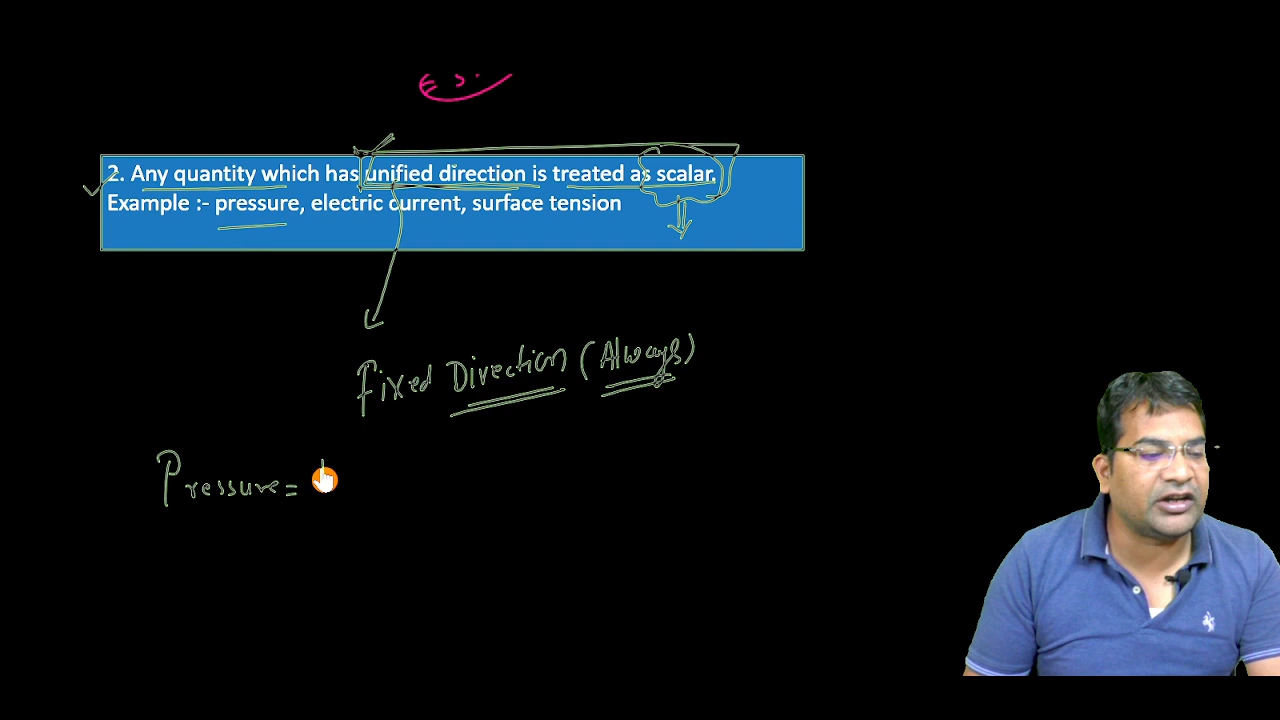 2. Any quantity which has unified direction is treated as scalar.
Example :- pressure, electric current, surface tension
Fixed Direction (Always)
Pressure =